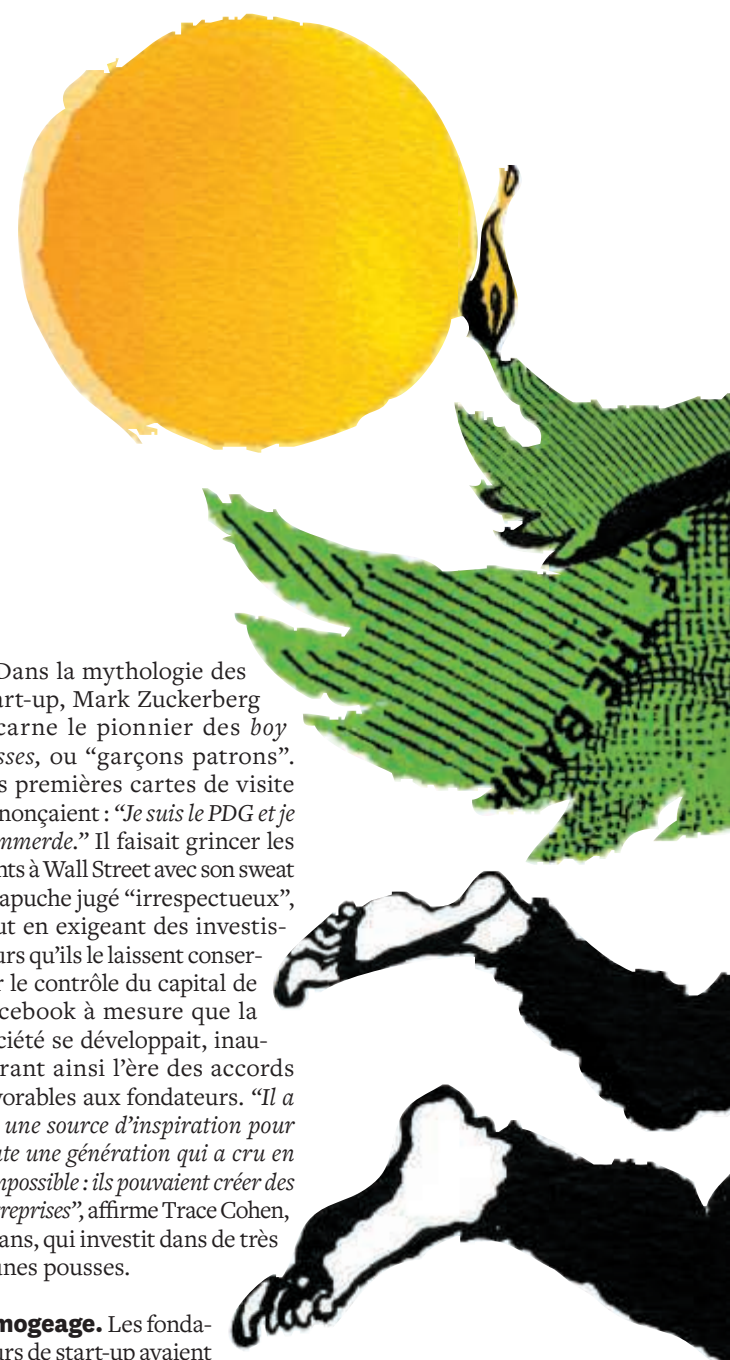 OF THE BANK
Dans la mythologie des
art-up, Mark Zuckerberg
carne le pionnier des boy
sses, ou “garçons patrons”.
s premières cartes de visite
nonçaient : “Je suis le PDG et je
mmerde.” Il faisait grincer les
nts à Wall Street avec son sweat
apuche jugé “irrespectueux”,
ut en exigeant des investis-
urs qu’ils le laissent conser-
r le contrôle du capital de
cebook à mesure que la
ciété se développait, inau-
rant ainsi l’ère des accords
vorables aux fondateurs. “Il a
une source d’inspiration pour
te une génération qui a cru en
mpossible : ils pouvaient créer des
reprises”, affirme Trace Cohen,
ans, qui investit dans de très
unes pousses.
mogeage. Les fonda-
urs de start-up avaient